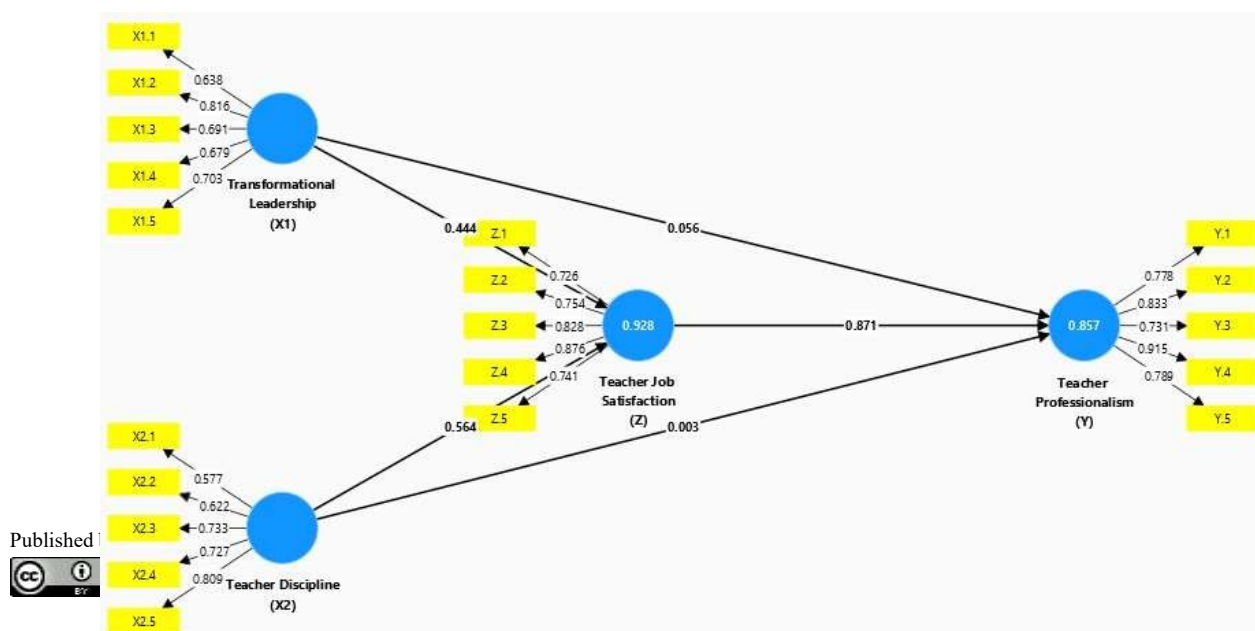 X1.1
0.638
X1.2
0.816
X1.3
0.691
X1.4
0.679
X1.5
0.703
Transformational
Leadership
(X1)
0.444
0.056
Z.1
0.726
Z.2
0.754
Z.3
0.828
Z.4
0.876
Z.5
0.741
0.928
Teacher Job
Satisfaction
(Z)
0.871
0.857
Teacher
Professionalism
(Y)
Y.1
0.778
Y.2
0.833
Y.3
0.731
Y.4
0.915
Y.5
0.789
0.564
0.003
X2.1
0.577
X2.2
0.622
X2.3
0.733
X2.4
0.727
X2.5
0.809
Teacher Discipline
(X2)
Published
cc
BY